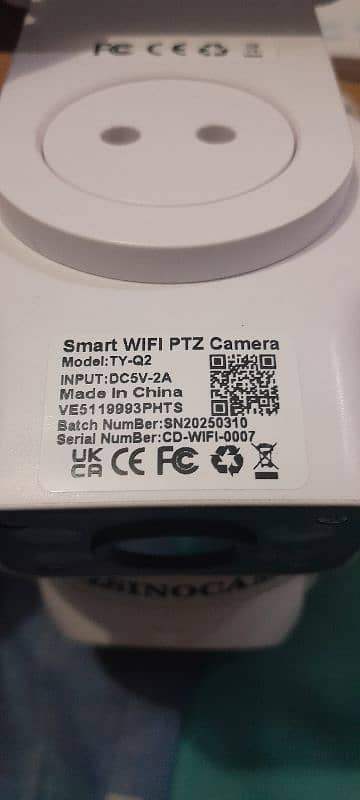 FC CE
Smart WIFI PTZ Camera
Model:TY-Q2
INPUT:DC5V-2A
Made In China
VE5119993PHTS
Batch NumBer:SN20250310
Serial NumBer:CD-WIFI-0007
UK CA CE FC